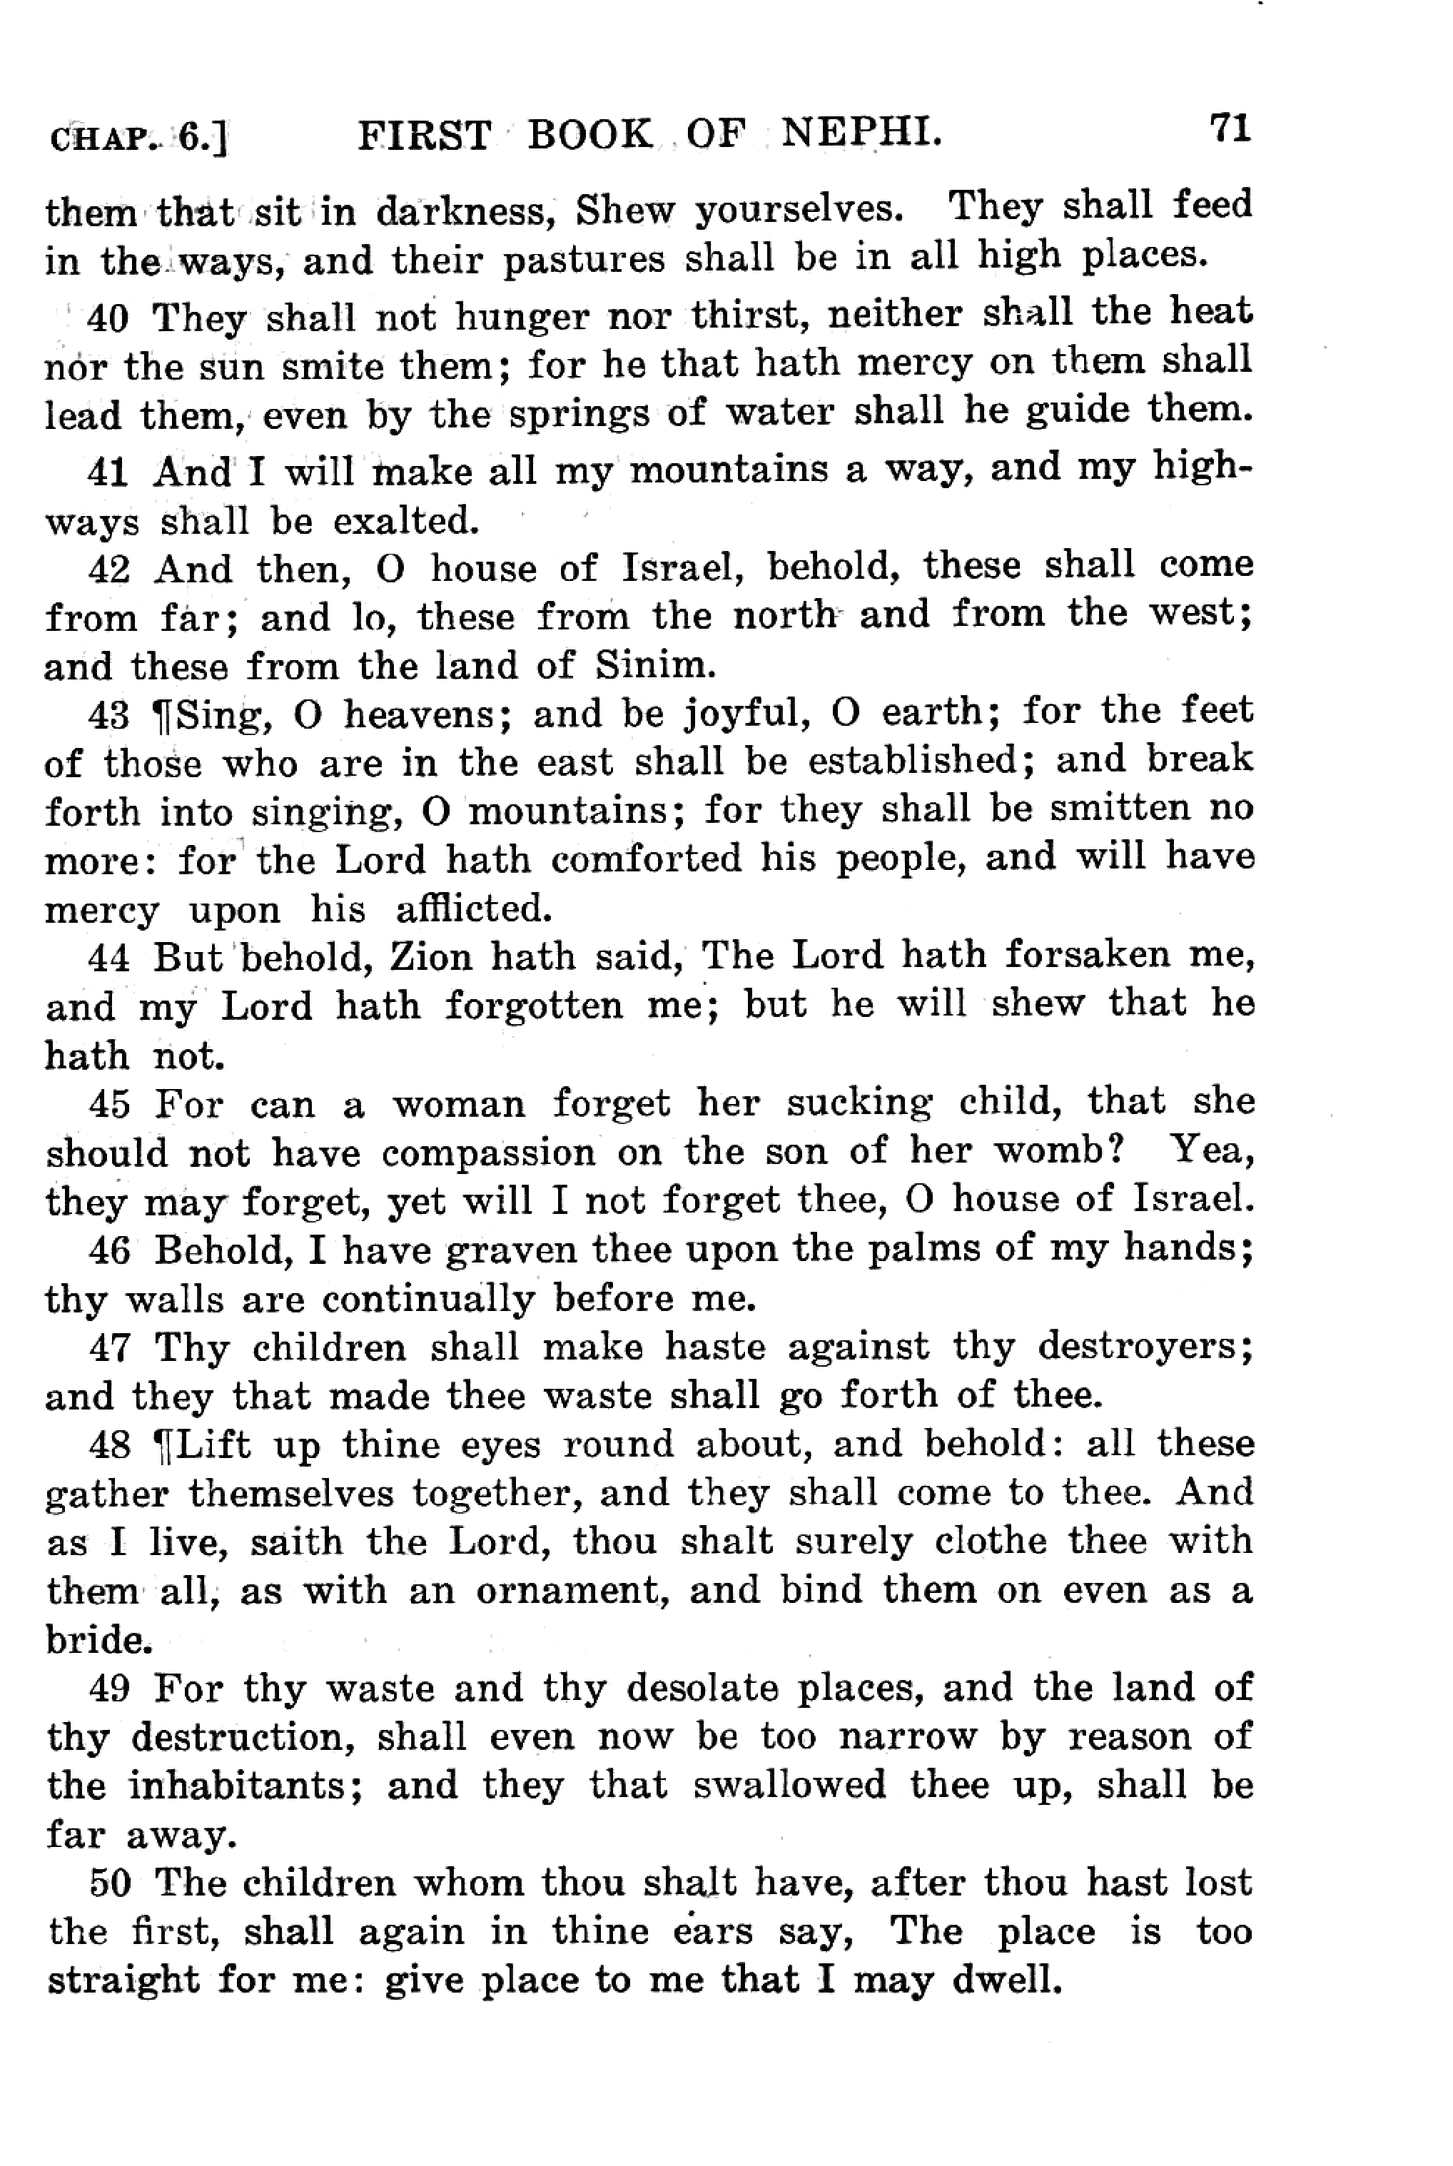 CHAP. 6.] FIRST BOOK OF NEPHI. 71
them that sit in darkness, Shew yourselves. They shall feed
in the ways, and their pastures shall be in all high places.
40 They shall not hunger nor thirst, neither shall the heat
nor the sun smite them; for he that hath mercy on them shall
lead them, even by the springs of water shall he guide them.
41 And I will make all my mountains a way, and my high-
ways shall be exalted.
42 And then, O house of Israel, behold, these shall come
from far; and lo, these from the north and from the west;
and these from the land of Sinim.
43 ¶Sing, O heavens; and be joyful, O earth; for the feet
of those who are in the east shall be established; and break
forth into singing, O mountains; for they shall be smitten no
more: for the Lord hath comforted his people, and will have
mercy upon his afflicted.
44 But behold, Zion hath said, The Lord hath forsaken me,
and my Lord hath forgotten me; but he will shew that he
hath not.
45 For can a woman forget her sucking child, that she
should not have compassion on the son of her womb? Yea,
they may forget, yet will I not forget thee, O house of Israel.
46 Behold, I have graven thee upon the palms of my hands;
thy walls are continually before me.
47 Thy children shall make haste against thy destroyers;
and they that made thee waste shall go forth of thee.
48 ¶Lift up thine eyes round about, and behold: all these
gather themselves together, and they shall come to thee. And
as I live, saith the Lord, thou shalt surely clothe thee with
them all, as with an ornament, and bind them on even as a
bride.
49 For thy waste and thy desolate places, and the land of
thy destruction, shall even now be too narrow by reason of
the inhabitants; and they that swallowed thee up, shall be
far away.
50 The children whom thou shalt have, after thou hast lost
the first, shall again in thine ears say, The place is too
straight for me: give place to me that I may dwell.